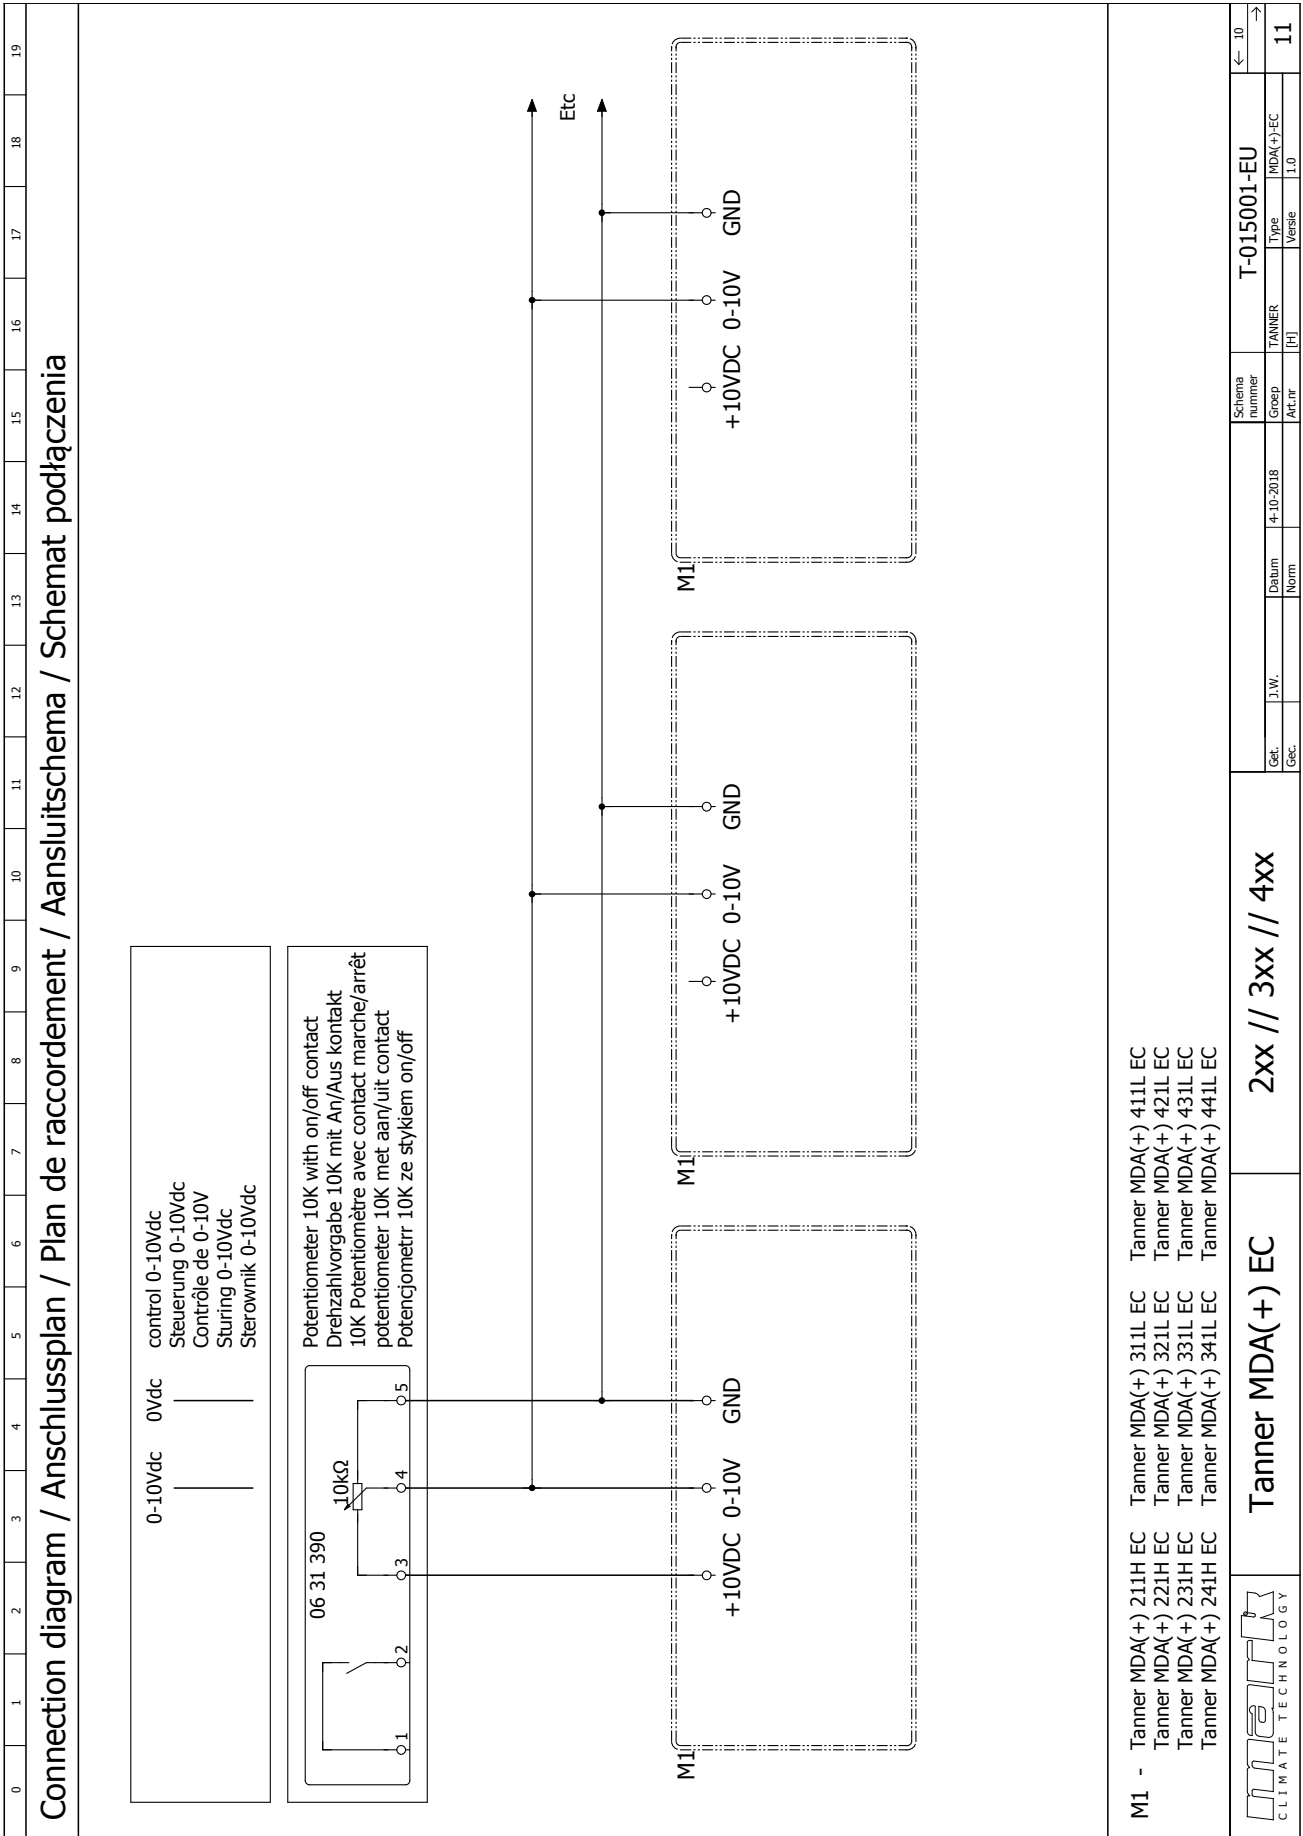 0 1 2 3 4 5 6 7 8 9 10 11 12 13 14 15 16 17 18 19
Connection diagram / Anschlussplan / Plan de raccordement / Aansluitschema / Schemat podłączenia
0-10Vdc 0Vdc
control 0-10Vdc
Steuerung 0-10Vdc
Contrôle de 0-10V
Sturing 0-10Vdc
Sterownik 0-10Vdc
06 31 390
10kΩ
1 2 3 4 5
Potentiometer 10K with on/off contact
Drehzahlvorgabe 10K mit An/Aus kontakt
10K Potentiomètre avec contact marche/arrêt
potentiometer 10K met aan/uit contact
Potencjometrr 10K ze stykiem on/off
Etc
M1
+10VDC 0-10V GND
M1
+10VDC 0-10V GND
M1
+10VDC 0-10V GND
M1 - Tanner MDA(+) 211H EC Tanner MDA(+) 311L EC Tanner MDA(+) 411L EC
Tanner MDA(+) 221H EC Tanner MDA(+) 321L EC Tanner MDA(+) 421L EC
Tanner MDA(+) 231H EC Tanner MDA(+) 331L EC Tanner MDA(+) 431L EC
Tanner MDA(+) 241H EC Tanner MDA(+) 341L EC Tanner MDA(+) 441L EC
mark
CLIMATE TECHNOLOGY
Tanner MDA(+) EC
2xx // 3xx // 4xx
Schema nummer
T-015001-EU
← 10
→
Get. J.W. Datum 4-10-2018 Groep TANNER Type MDA(+)-EC
Gec. Norm Art.nr [H] Versie 1.0
11